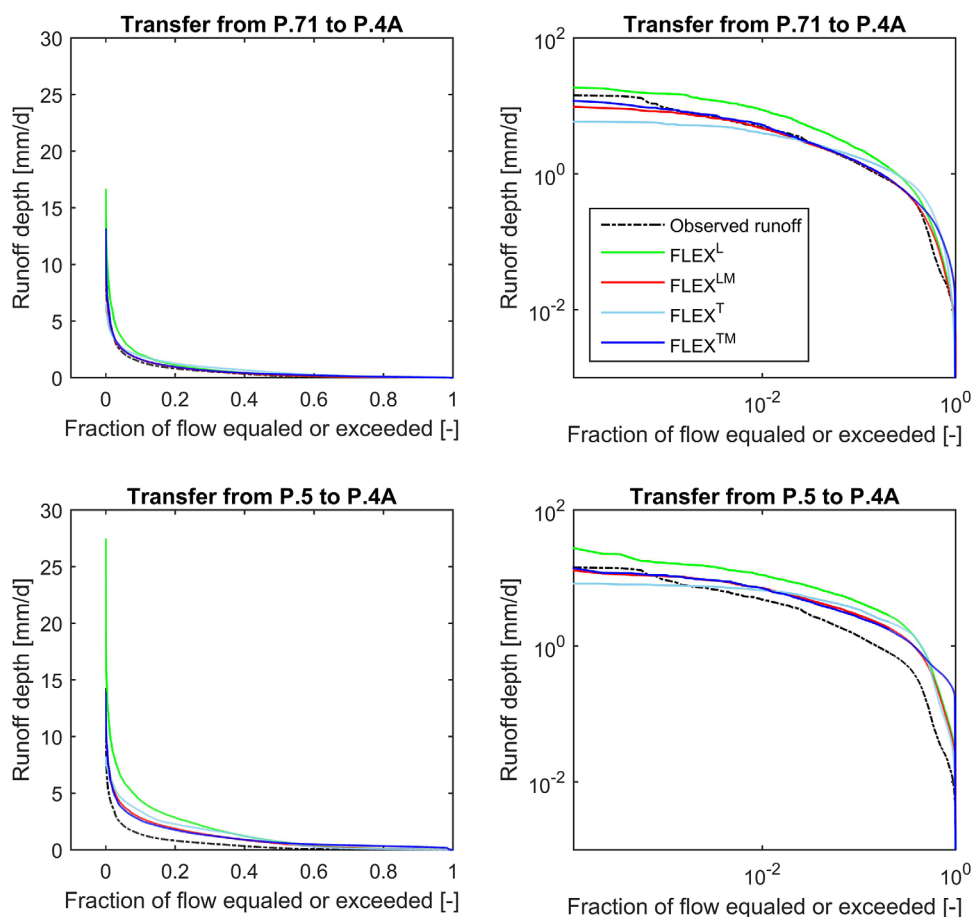 Transfer from P.71 to P.4A
30
25
20
15
10
5
0
0 0.2 0.4 0.6 0.8 1
Runoff depth [mm/d]
Fraction of flow equaled or exceeded [-]
Transfer from P.71 to P.4A
10^2
10^0
10^-2
10^-2 10^0
Runoff depth [mm/d]
Fraction of flow equaled or exceeded [-]
Observed runoff
FLEX^L
FLEX^LM
FLEX^T
FLEX^TM
Transfer from P.5 to P.4A
30
25
20
15
10
5
0
0 0.2 0.4 0.6 0.8 1
Runoff depth [mm/d]
Fraction of flow equaled or exceeded [-]
Transfer from P.5 to P.4A
10^2
10^0
10^-2
10^-2 10^0
Runoff depth [mm/d]
Fraction of flow equaled or exceeded [-]